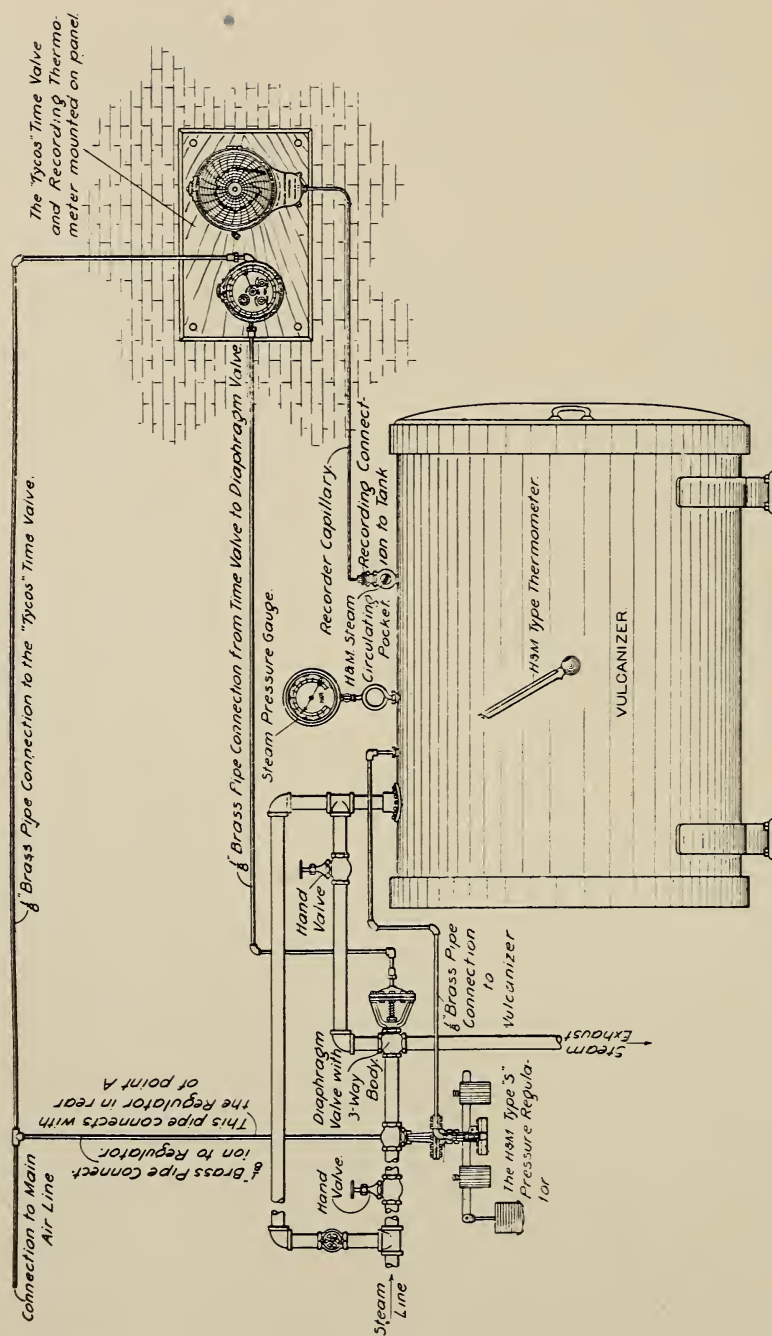 Connection to Main
Air Line
⅛" Brass Pipe Connection to the "Tycos" Time Valve.
The "Tycos" Time Valve
and Recording Thermo-
meter mounted on panel.
⅛" Brass Pipe Connect-
ion to Regulator
This pipe connects with
the Regulator in rear
of point A
⅛" Brass Pipe Connection from Time Valve to Diaphragm Valve.
Steam Pressure Gauge.
Recorder Capillary.
H&M. Steam
Circulating
Pocket.
Recording Connect-
ion to Tank
Hand
Valve
Diaphragm
Valve with
3-Way
Body.
Hand
Valve.
Steam
Line
⅛" Brass Pipe
Connection
to
Vulcanizer
Steam
Exhaust
The H&M Type "S"
Pressure Regula-
tor
H&M Type Thermometer.
VULCANIZER